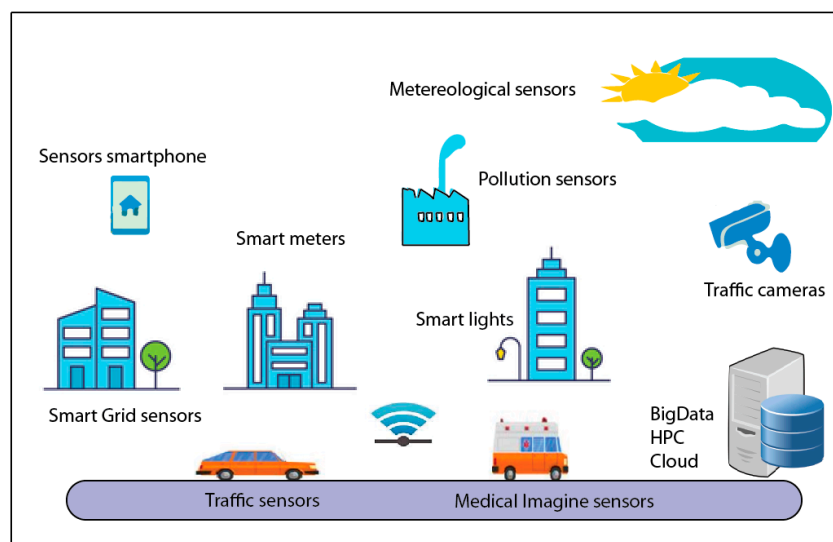 Metereological sensors
Sensors smartphone
Pollution sensors
Smart meters
Traffic cameras
Smart lights
Smart Grid sensors
BigData
HPC
Cloud
Traffic sensors
Medical Imagine sensors